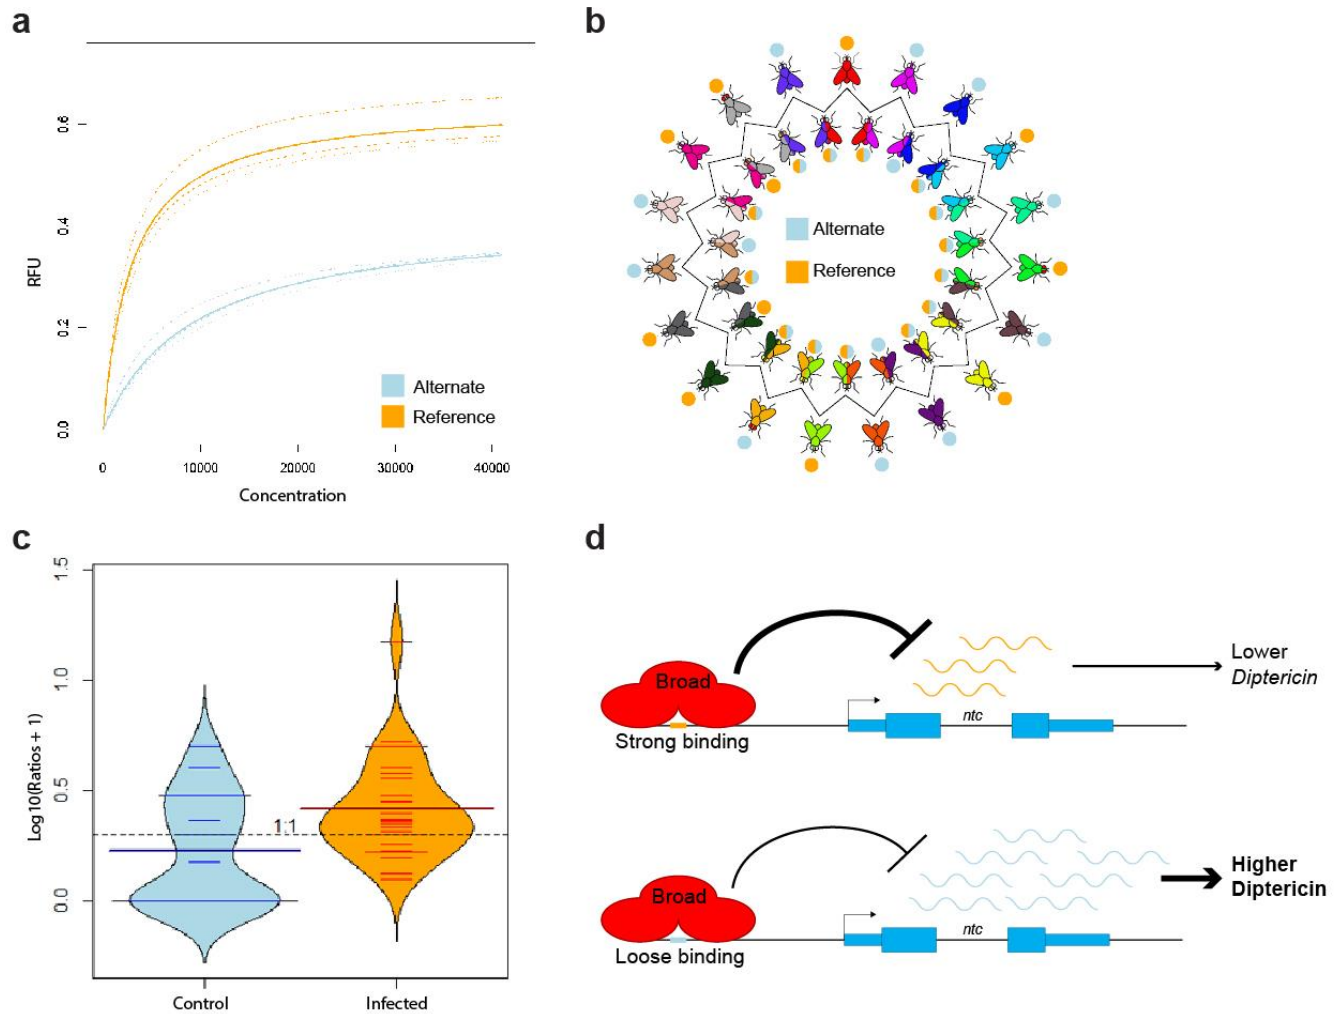 a
RFU
0.6
0.4
0.2
0.0
0
10000
20000
30000
40000
Concentration
Alternate
Reference
b
Alternate
Reference
c
Log10(Ratios + 1)
1.5
1.0
0.5
0.0
1:1
Control
Infected
d
Broad
Strong binding
ntc
Lower
Diptericin
Broad
Loose binding
ntc
Higher
Diptericin